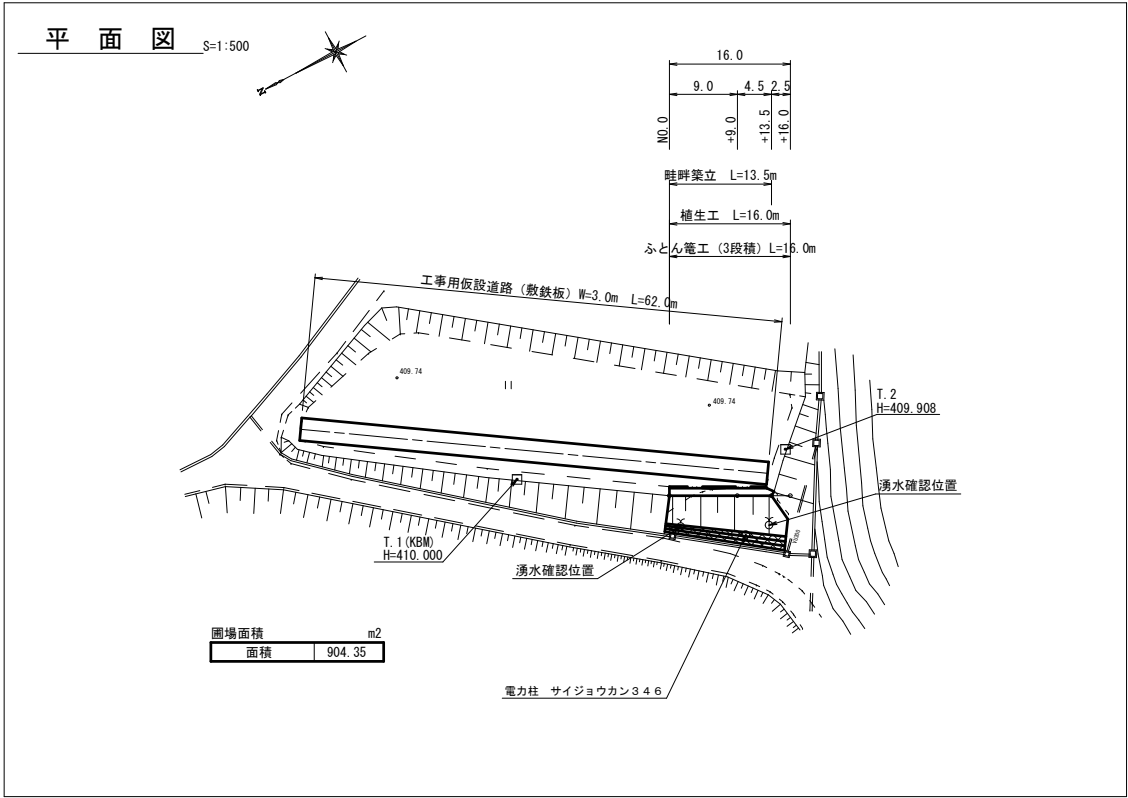 平面図 S=1:500
N
16.0
9.0 4.5 2.5
NO.0 +9.0 +13.5 +16.0
畦畔築立 L=13.5m
植生工 L=16.0m
ふとん篭工（3段積）L=16.0m
工事用仮設道路（敷鉄板）W=3.0m L=62.0m
409.74
409.74
T.2
H=409.908
湧水確認位置
T.1(KBM)
H=410.000
湧水確認位置
圃場面積 m2
面積 904.35
電力柱 サイジョウカン３４６